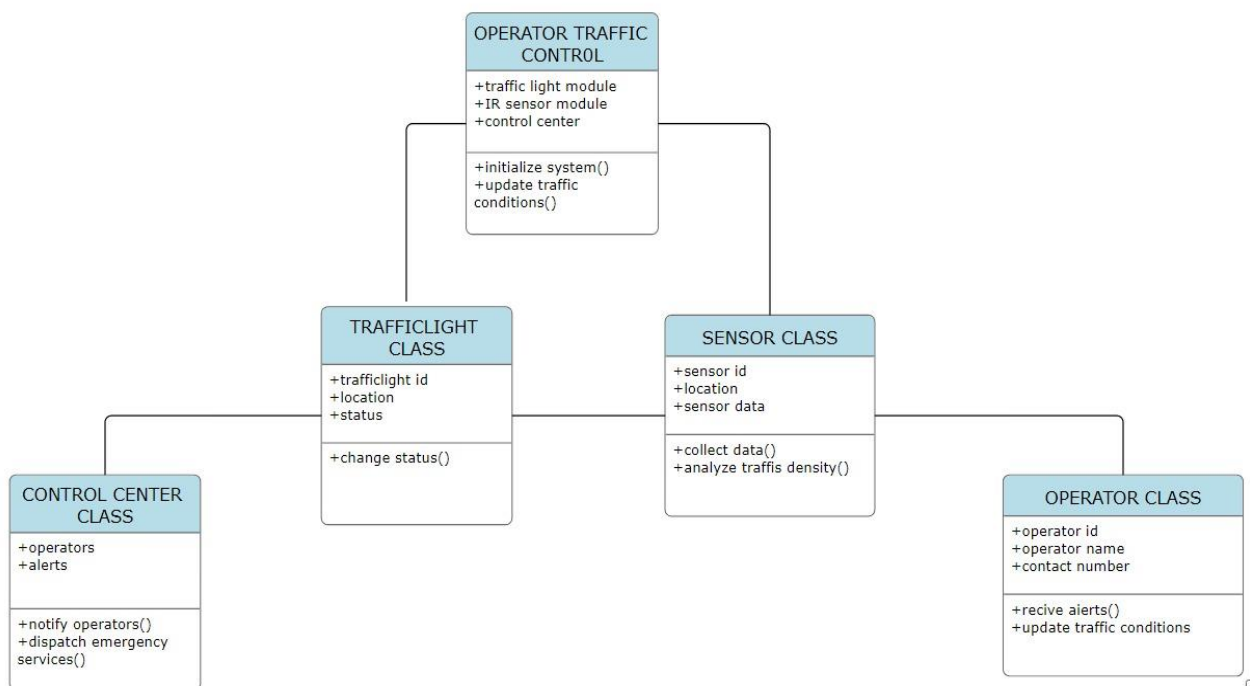 OPERATOR TRAFFIC
CONTR0L
+traffic light module
+IR sensor module
+control center
+initialize system()
+update traffic
conditions()
TRAFFICLIGHT
CLASS
+trafficlight id
+location
+status
+change status()
SENSOR CLASS
+sensor id
+location
+sensor data
+collect data()
+analyze traffis density()
CONTROL CENTER
CLASS
+operators
+alerts
+notify operators()
+dispatch emergency
services()
OPERATOR CLASS
+operator id
+operator name
+contact number
+recive alerts()
+update traffic conditions